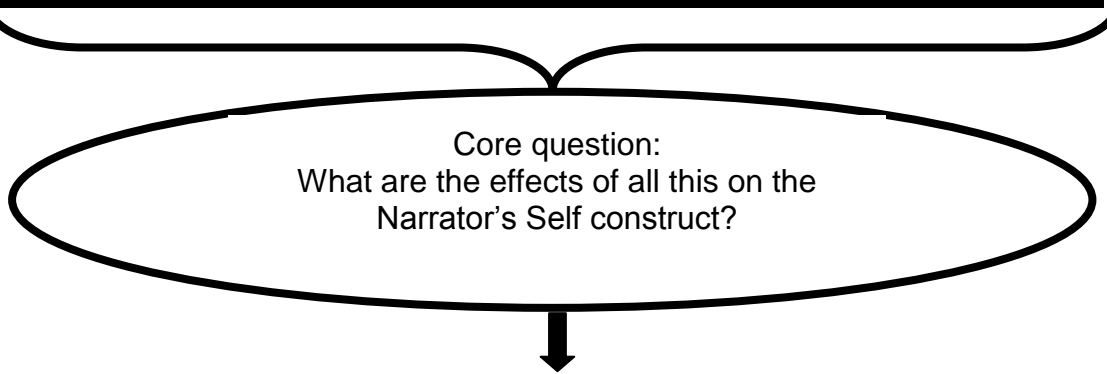 Core question:
What are the effects of all this on the
Narrator’s Self construct?